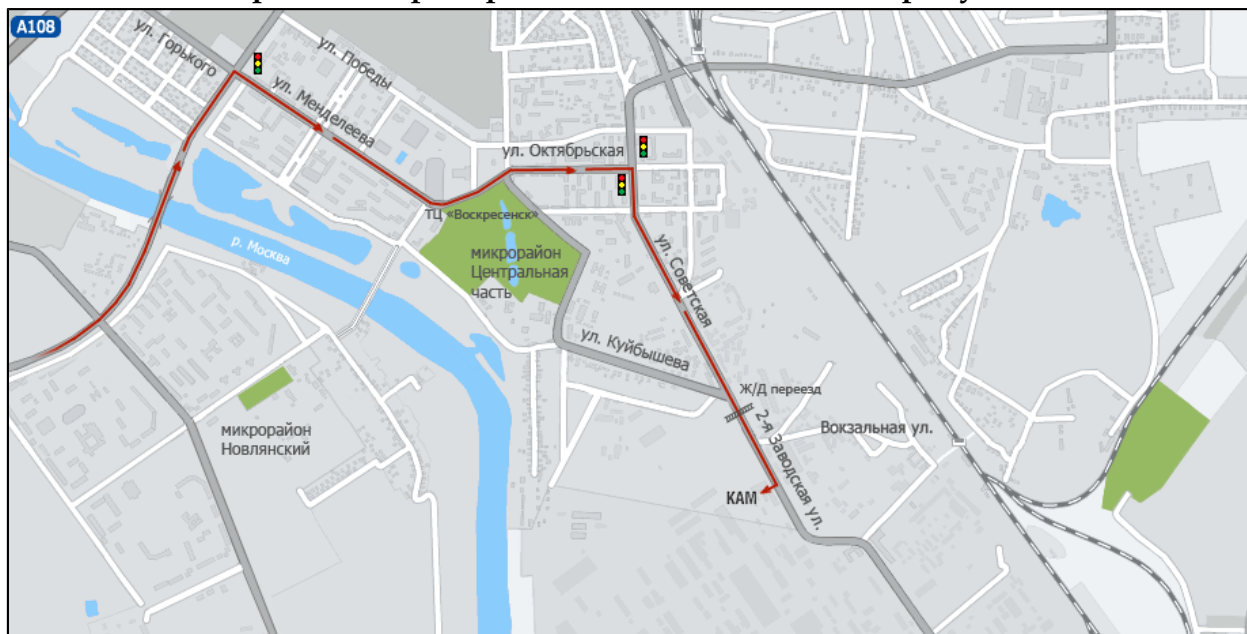 А108
ул. Горького
ул. Победы
ул. Менделеева
ул. Октябрьская
ТЦ «Воскресенск»
р. Москва
микрорайон
Центральная
часть
ул. Советская
ул. Куйбышева
Ж/Д переезд
2-я Заводская ул.
Вокзальная ул.
микрорайон
Новлянский
КАМ